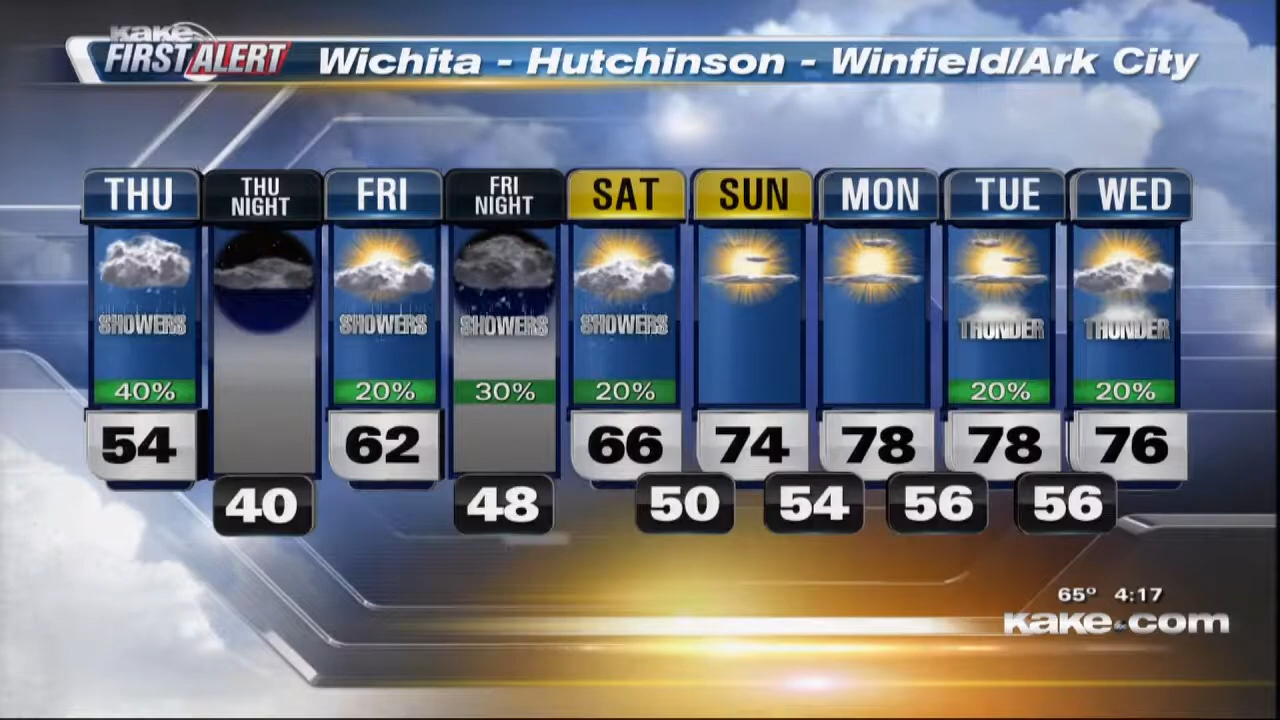 kake
FIRST ALERT
Wichita - Hutchinson - Winfield/Ark City
THU
THU
NIGHT
FRI
FRI
NIGHT
SAT
SUN
MON
TUE
WED
SHOWERS
SHOWERS
SHOWERS
SHOWERS
THUNDER
THUNDER
40%
20%
30%
20%
20%
20%
54
62
66
74
78
78
76
40
48
50
54
56
56
65° 4:17
kake.com